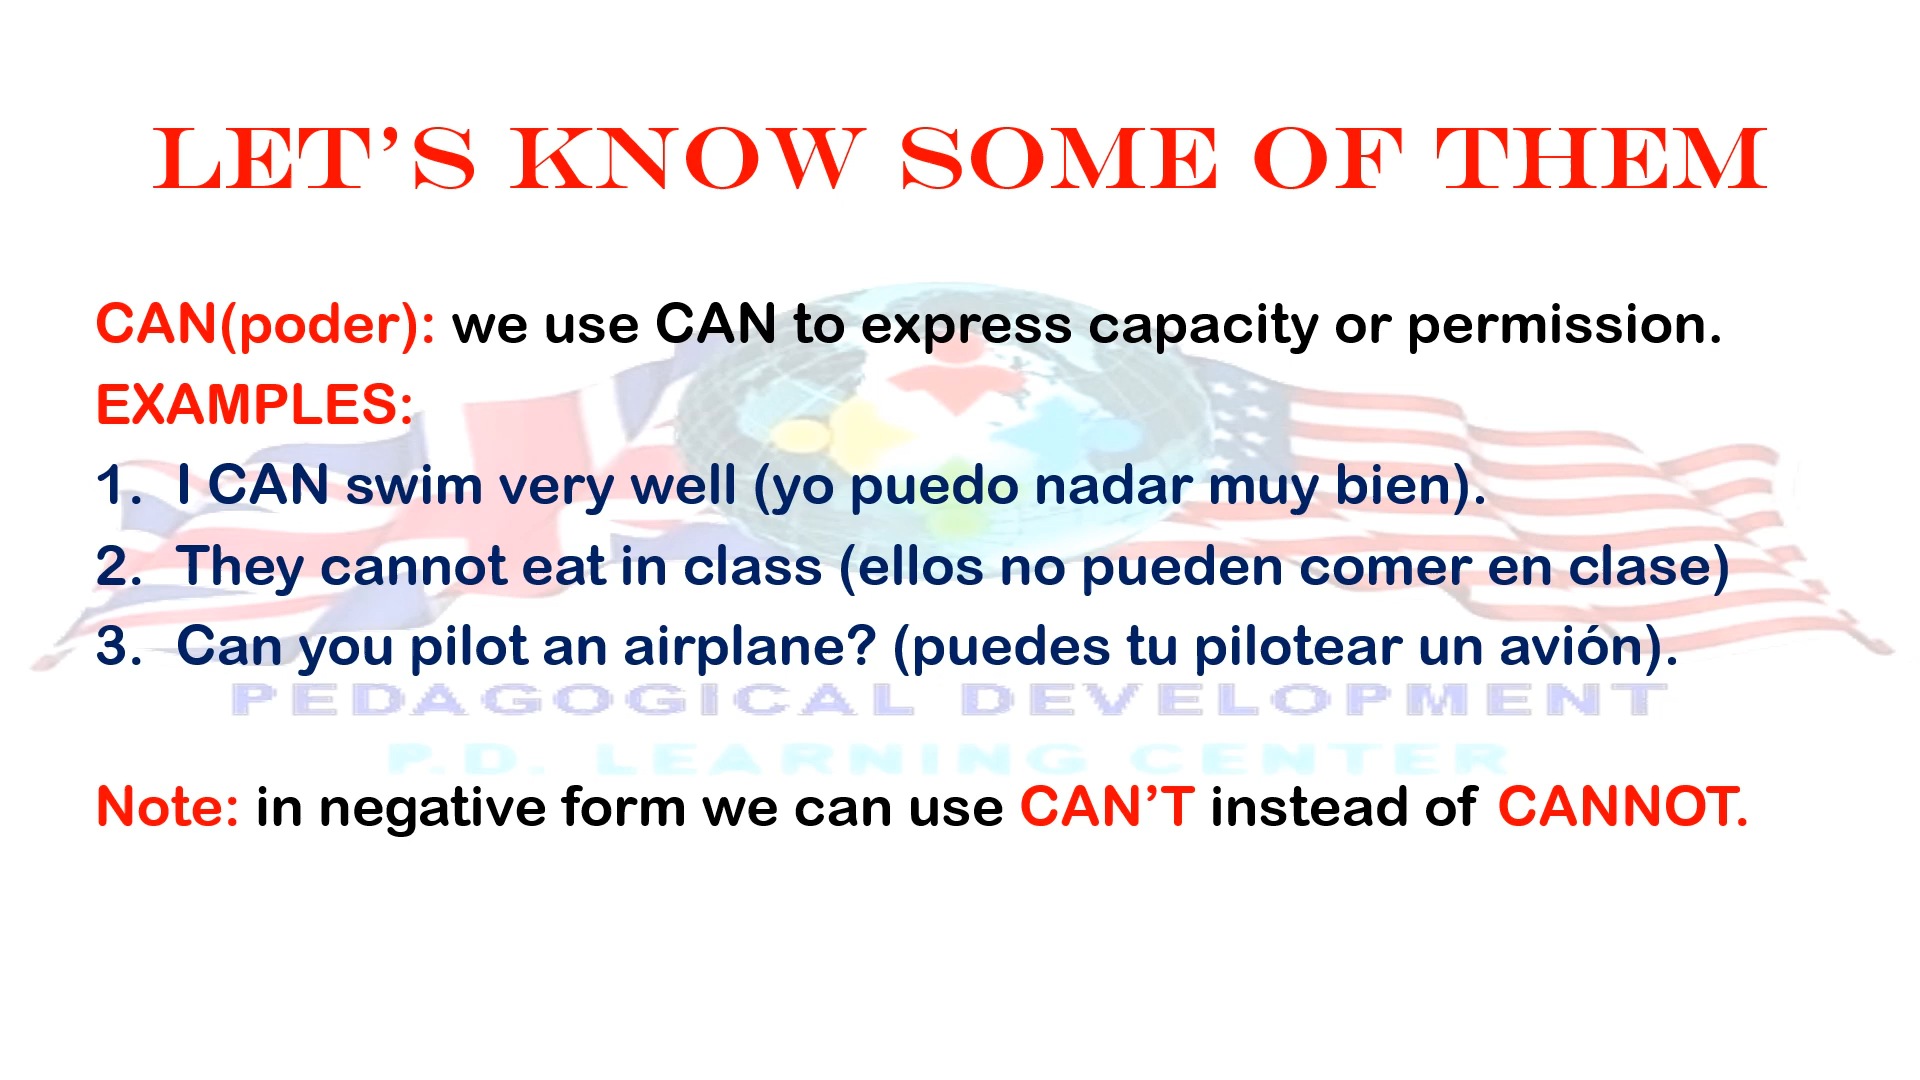 LET’S KNOW SOME OF THEM
CAN(poder): we use CAN to express capacity or permission.
EXAMPLES:
1. I CAN swim very well (yo puedo nadar muy bien).
2. They cannot eat in class (ellos no pueden comer en clase)
3. Can you pilot an airplane? (puedes tu pilotear un avión).
PEDAGOGICAL DEVELOPMENT
P.D. LEARNING CENTER
Note: in negative form we can use CAN’T instead of CANNOT.